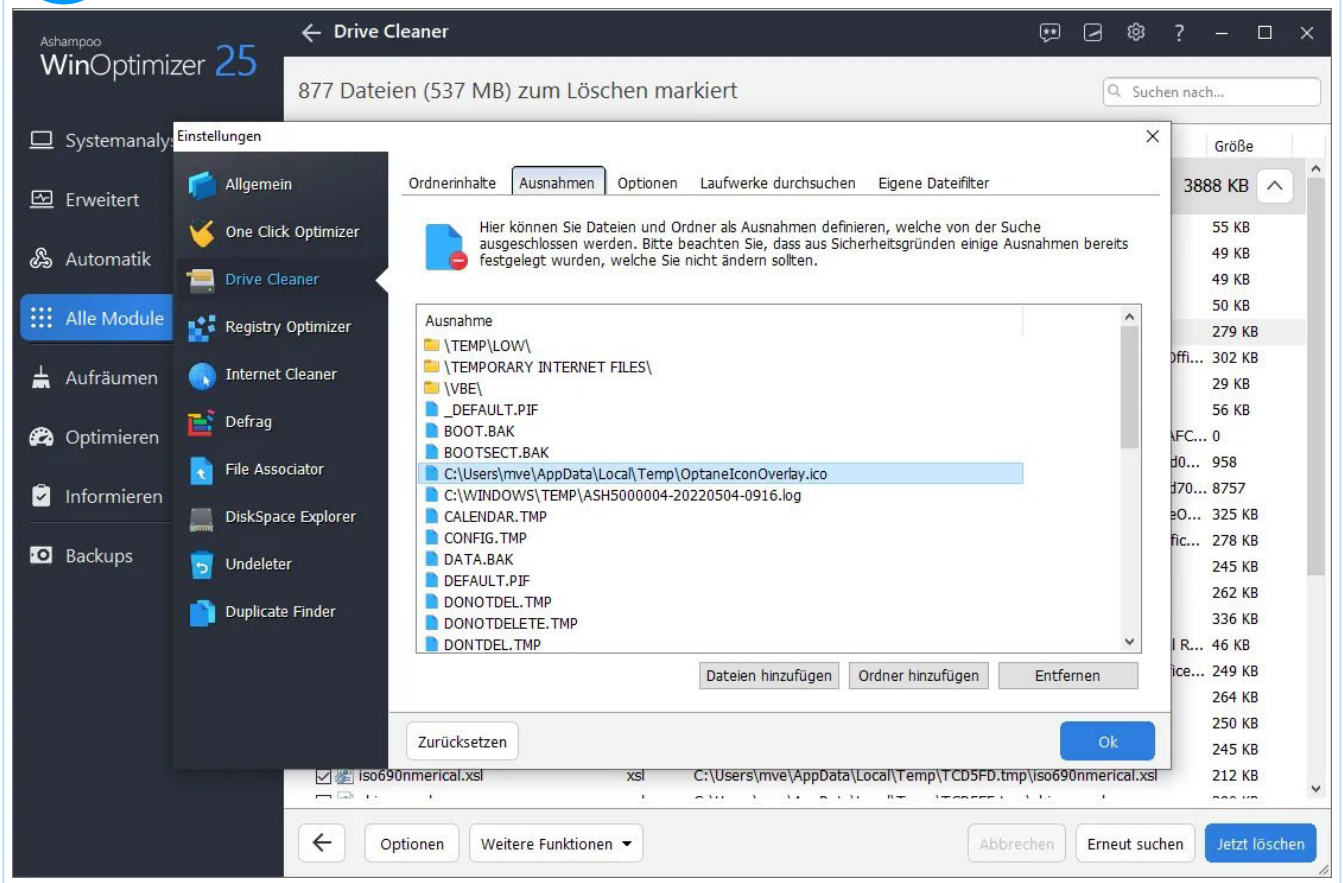 Ashampoo
WinOptimizer 25
Drive Cleaner
877 Dateien (537 MB) zum Löschen markiert
Suchen nach...
Systemanalys
Erweitert
Automatik
Alle Module
Aufräumen
Optimieren
Informieren
Backups
Einstellungen
Allgemein
One Click Optimizer
Drive Cleaner
Registry Optimizer
Internet Cleaner
Defrag
File Associator
DiskSpace Explorer
Undeleter
Duplicate Finder
Ordnerinhalte Ausnahmen Optionen Laufwerke durchsuchen Eigene Dateifilter
Hier können Sie Dateien und Ordner als Ausnahmen definieren, welche von der Suche
ausgeschlossen werden. Bitte beachten Sie, dass aus Sicherheitsgründen einige Ausnahmen bereits
festgelegt wurden, welche Sie nicht ändern sollten.
Ausnahme
\TEMP\LOW\
\TEMPORARY INTERNET FILES\
\VBE\
_DEFAULT.PIF
BOOT.BAK
BOOTSECT.BAK
C:\Users\mve\AppData\Local\Temp\OptaneIconOverlay.ico
C:\WINDOWS\TEMP\ASH5000004-20220504-0916.log
CALENDAR.TMP
CONFIG.TMP
DATA.BAK
DEFAULT.PIF
DONOTDEL.TMP
DONOTDELETE.TMP
DONTDEL.TMP
Dateien hinzufügen Ordner hinzufügen Entfernen
Zurücksetzen Ok
Größe
3888 KB
55 KB
49 KB
49 KB
50 KB
279 KB
Offi... 302 KB
29 KB
56 KB
AFC... 0
d0... 958
d70... 8757
eO... 325 KB
fic... 278 KB
245 KB
262 KB
336 KB
l R... 46 KB
ice... 249 KB
264 KB
250 KB
245 KB
iso690nmerical.xsl xsl C:\Users\mve\AppData\Local\Temp\TCD5FD.tmp\iso690nmerical.xsl 212 KB
Optionen Weitere Funktionen Abbrechen Erneut suchen Jetzt löschen